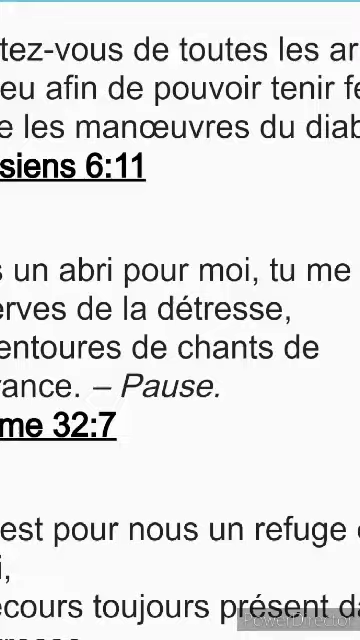 tez-vous de toutes les ar
eu afin de pouvoir tenir fe
e les manœuvres du diab
siens 6:11
s un abri pour moi, tu me
erves de la détresse,
entoures de chants de
rance. – Pause.
me 32:7
est pour nous un refuge e
i,
ecours toujours présent da
PowerDirector